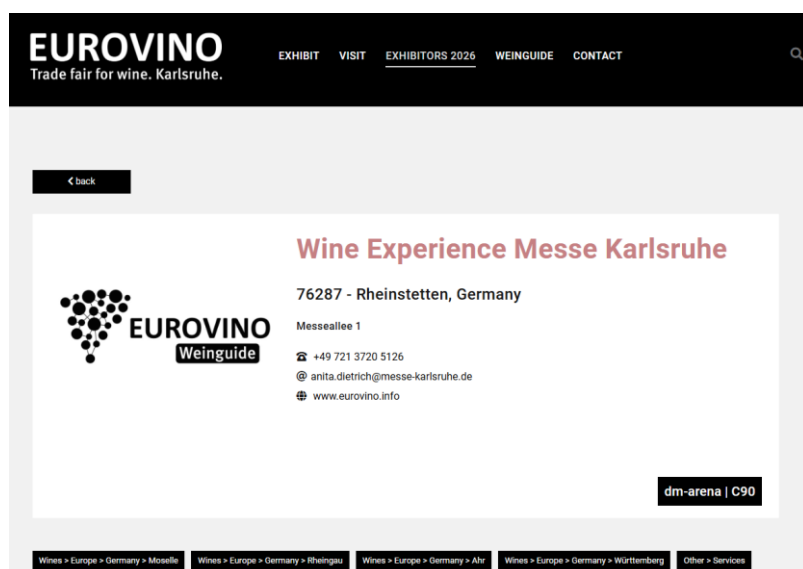 EUROVINO
Trade fair for wine. Karlsruhe.
EXHIBIT VISIT EXHIBITORS 2026 WEINGUIDE CONTACT
back
Wine Experience Messe Karlsruhe
76287 - Rheinstetten, Germany
Messeallee 1
+49 721 3720 5126
@ anita.dietrich@messe-karlsruhe.de
www.eurovino.info
EUROVINO
Weinguide
dm-arena | C90
Wines > Europe > Germany > Moselle Wines > Europe > Germany > Rheingau Wines > Europe > Germany > Ahr Wines > Europe > Germany > Württemberg Other > Services